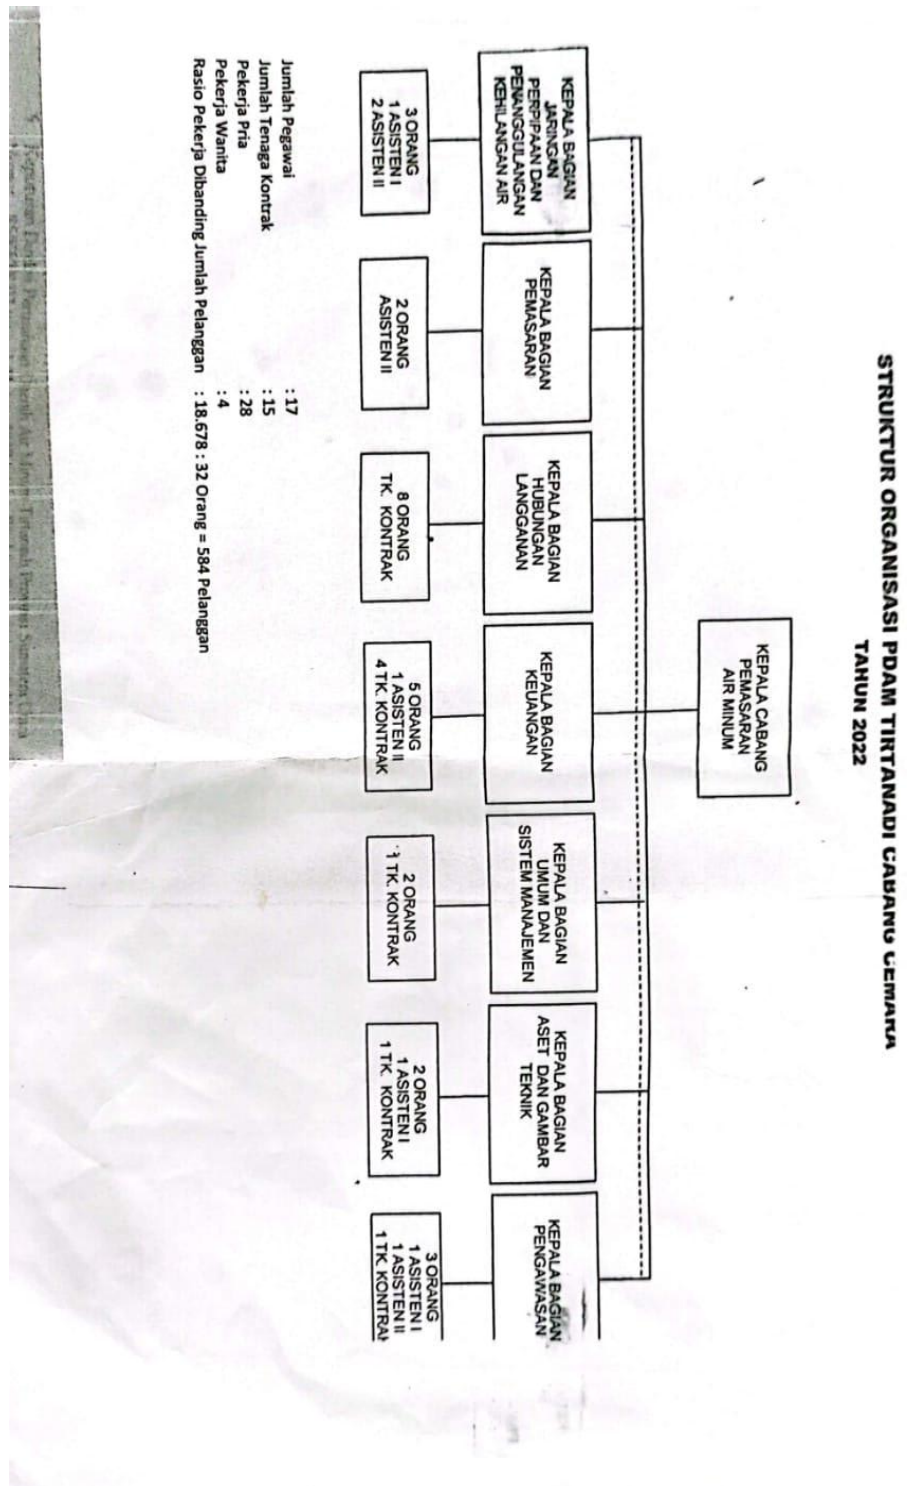 STRUKTUR ORGANISASI PDAM TIRTANADI CABANG CEMARA
TAHUN 2022
KEPALA CABANG
PEMASARAN
AIR MINUM
KEPALA BAGIAN
JARINGAN
PERPIPAAN DAN
PENANGGULANGAN
KEHILANGAN AIR
KEPALA BAGIAN
PEMASARAN
KEPALA BAGIAN
HUBUNGAN
LANGGANAN
KEPALA BAGIAN
KEUANGAN
KEPALA BAGIAN
UMUM DAN
SISTEM MANAJEMEN
KEPALA BAGIAN
ASET DAN GAMBAR
TEKNIK
KEPALA BAGIAN
PENGAWASAN
3 ORANG
1 ASISTEN I
2 ASISTEN II
2 ORANG
ASISTEN II
8 ORANG
TK. KONTRAK
5 ORANG
1 ASISTEN II
4 TK. KONTRAK
2 ORANG
1 TK. KONTRAK
2 ORANG
1 ASISTEN I
1 TK. KONTRAK
3 ORANG
1 ASISTEN I
1 ASISTEN II
1 TK. KONTRAK
Jumlah Pegawai : 17
Jumlah Tenaga Kontrak : 15
Pekerja Pria : 28
Pekerja Wanita : 4
Rasio Pekerja Dibanding Jumlah Pelanggan : 18.678 : 32 Orang = 584 Pelanggan